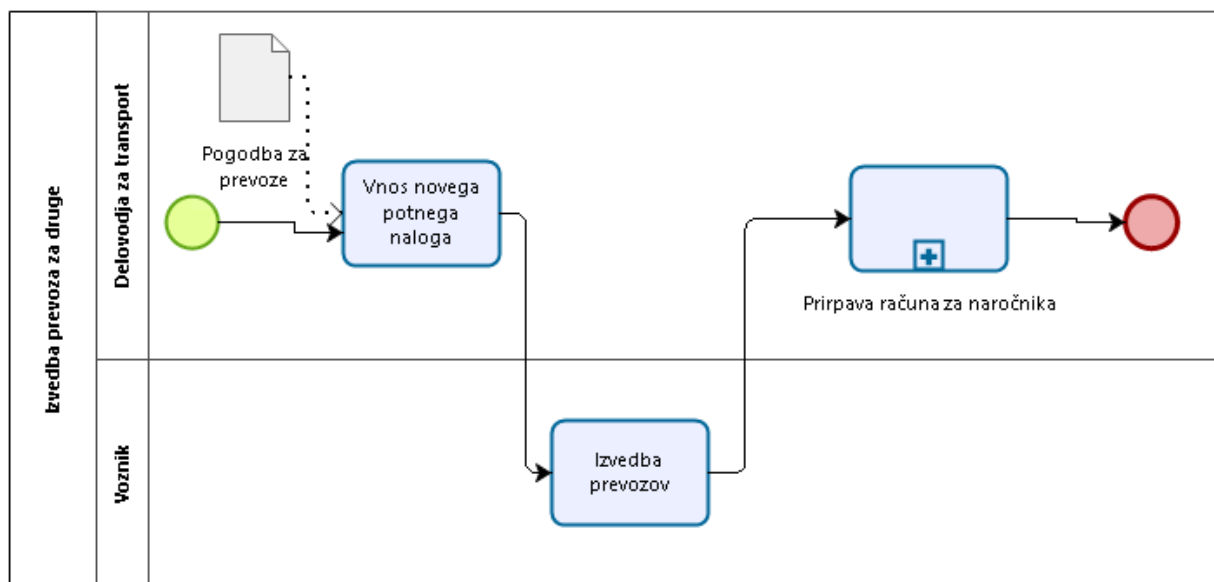 Izvedba prevoza za druge
Delovodja za transport
Pogodba za
prevoze
Vnos novega
potnega
naloga
Prirpava računa za naročnika
Voznik
Izvedba
prevozov